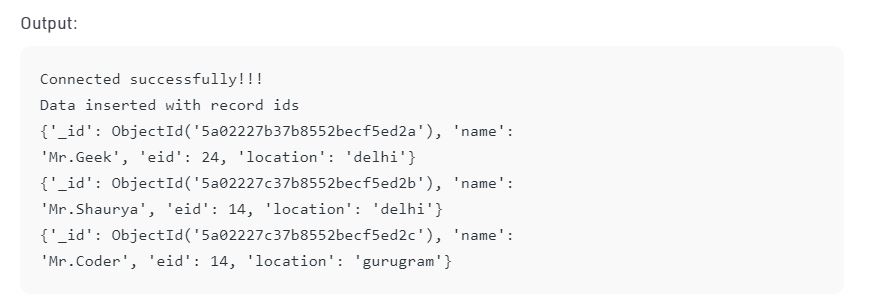 Output:
Connected successfully!!!
Data inserted with record ids
{'_id': ObjectId('5a02227b37b8552becf5ed2a'), 'name':
'Mr.Geek', 'eid': 24, 'location': 'delhi'}
{'_id': ObjectId('5a02227c37b8552becf5ed2b'), 'name':
'Mr.Shaurya', 'eid': 14, 'location': 'delhi'}
{'_id': ObjectId('5a02227c37b8552becf5ed2c'), 'name':
'Mr.Coder', 'eid': 14, 'location': 'gurugram'}